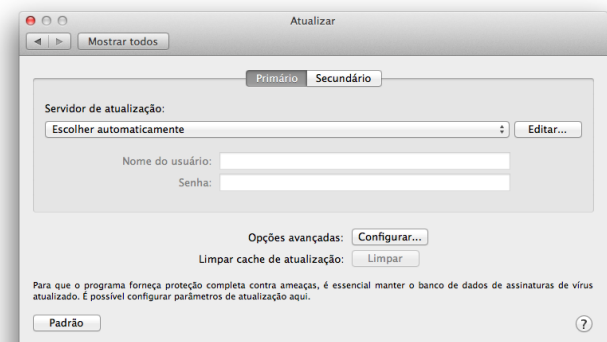 Atualizar
Mostrar todos
Primário Secundário
Servidor de atualização:
Escolher automaticamente Editar...
Nome do usuário:
Senha:
Opções avançadas: Configurar...
Limpar cache de atualização: Limpar
Para que o programa forneça proteção completa contra ameaças, é essencial manter o banco de dados de assinaturas de vírus
atualizado. É possível configurar parâmetros de atualização aqui.
Padrão ?